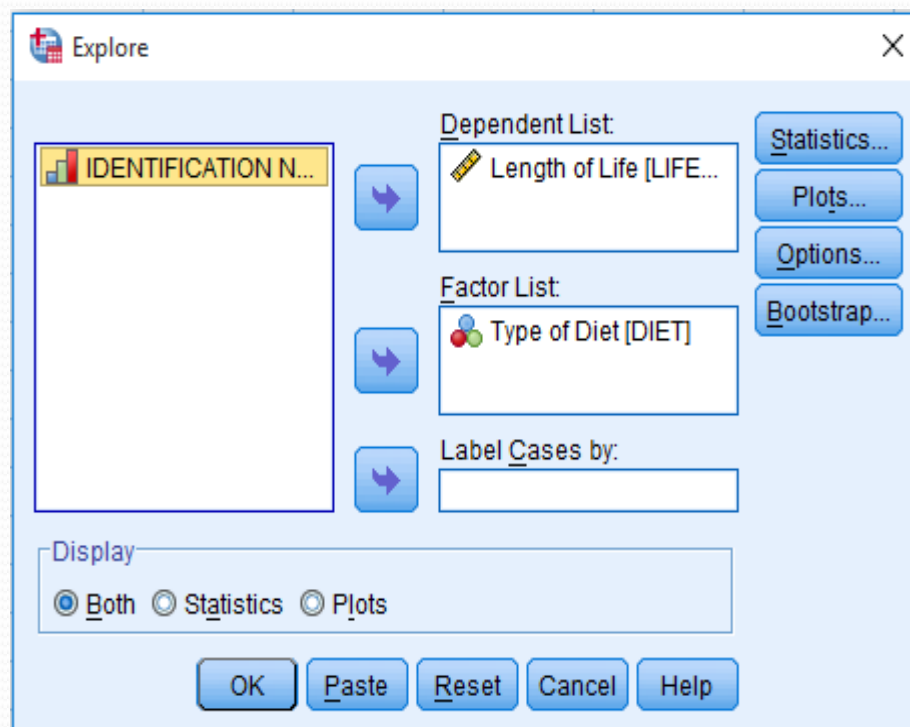 Explore
Dependent List:
Statistics...
IDENTIFICATION N...
Length of Life [LIFE...
Plots...
Options...
Factor List:
Bootstrap...
Type of Diet [DIET]
Label Cases by:
Display
Both Statistics Plots
OK Paste Reset Cancel Help